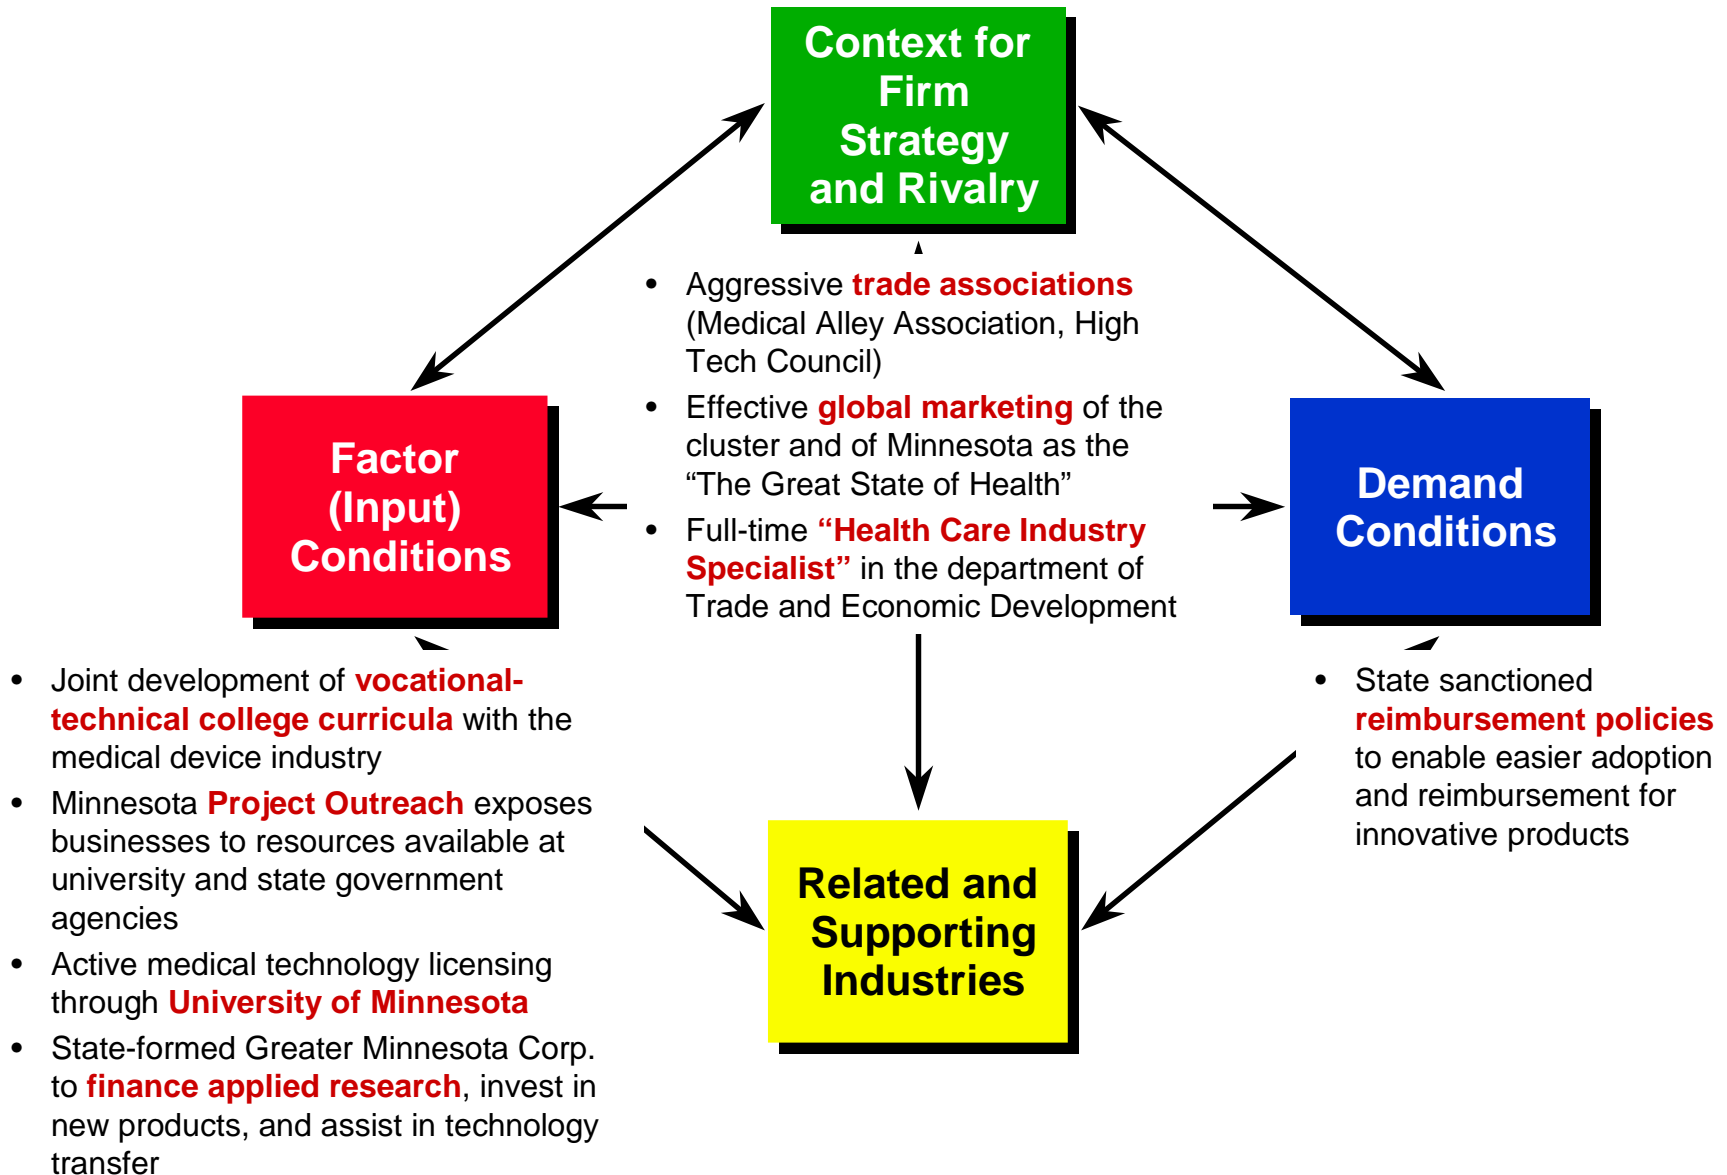 Context for
Firm
Strategy
and Rivalry
• Aggressive trade associations
(Medical Alley Association, High
Tech Council)
• Effective global marketing of the
cluster and of Minnesota as the
“The Great State of Health”
• Full-time “Health Care Industry
Specialist” in the department of
Trade and Economic Development
Factor
(Input)
Conditions
Demand
Conditions
• Joint development of vocational-
technical college curricula with the
medical device industry
• Minnesota Project Outreach exposes
businesses to resources available at
university and state government
agencies
• Active medical technology licensing
through University of Minnesota
• State-formed Greater Minnesota Corp.
to finance applied research, invest in
new products, and assist in technology
transfer
• State sanctioned
reimbursement policies
to enable easier adoption
and reimbursement for
innovative products
Related and
Supporting
Industries